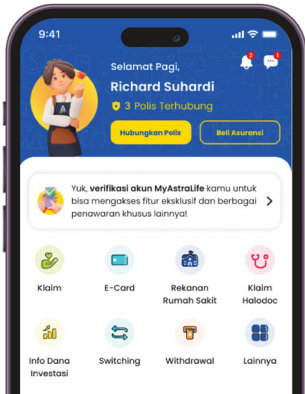 9:41
Selamat Pagi,
Richard Suhardi
3 Polis Terhubung
Hubungkan Polis
Beli Asuransi
Yuk, verifikasi akun MyAstraLife kamu untuk
bisa mengakses fitur eksklusif dan berbagai
penawaran khusus lainnya!
Klaim
E-Card
Rekanan
Rumah Sakit
Klaim
Halodoc
Info Dana
Investasi
Switching
Withdrawal
Lainnya